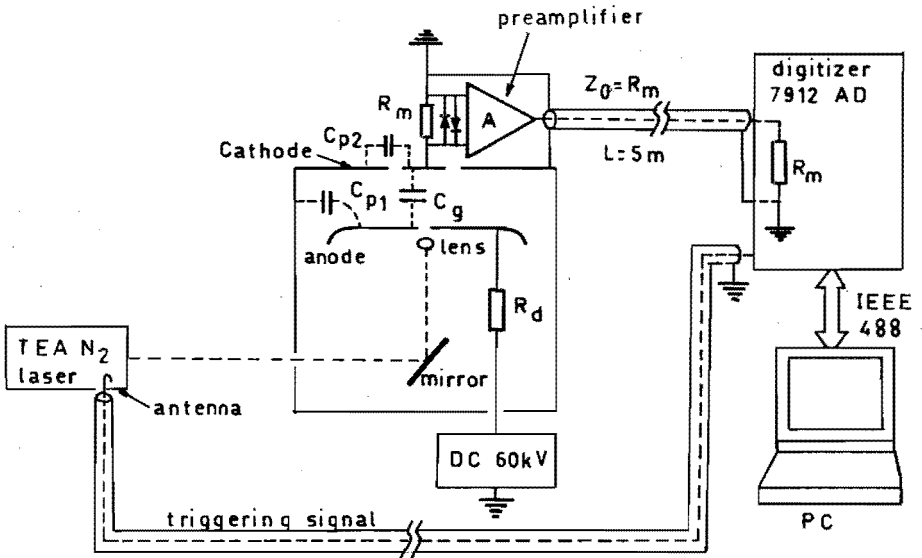 preamplifier
digitizer
7912 AD
Z0=Rm
Rm
A
Cp2
L=5m
Rm
Cathode
Cp1
Cg
anode
lens
Rd
IEEE
488
TEA N2
laser
mirror
antenna
DC 60kV
triggering signal
PC